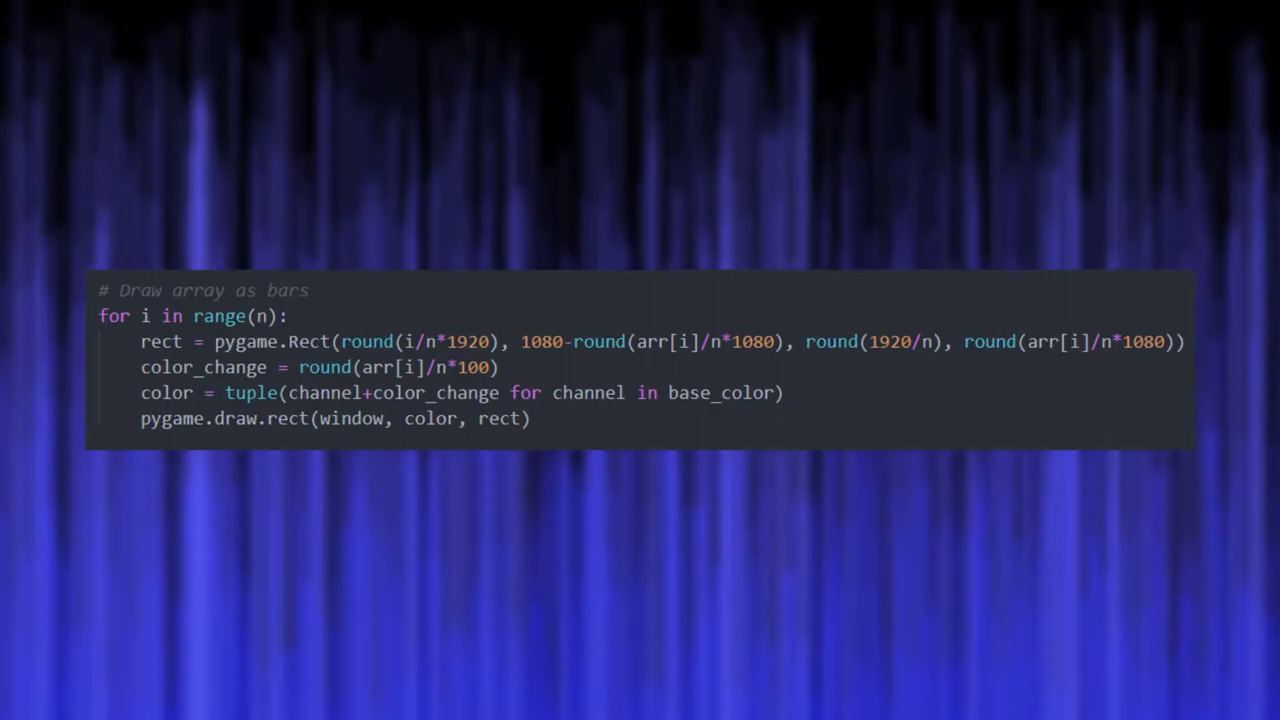 # Draw array as bars
for i in range(n):
    rect = pygame.Rect(round(i/n*1920), 1080-round(arr[i]/n*1080), round(1920/n), round(arr[i]/n*1080))
    color_change = round(arr[i]/n*100)
    color = tuple(channel+color_change for channel in base_color)
    pygame.draw.rect(window, color, rect)